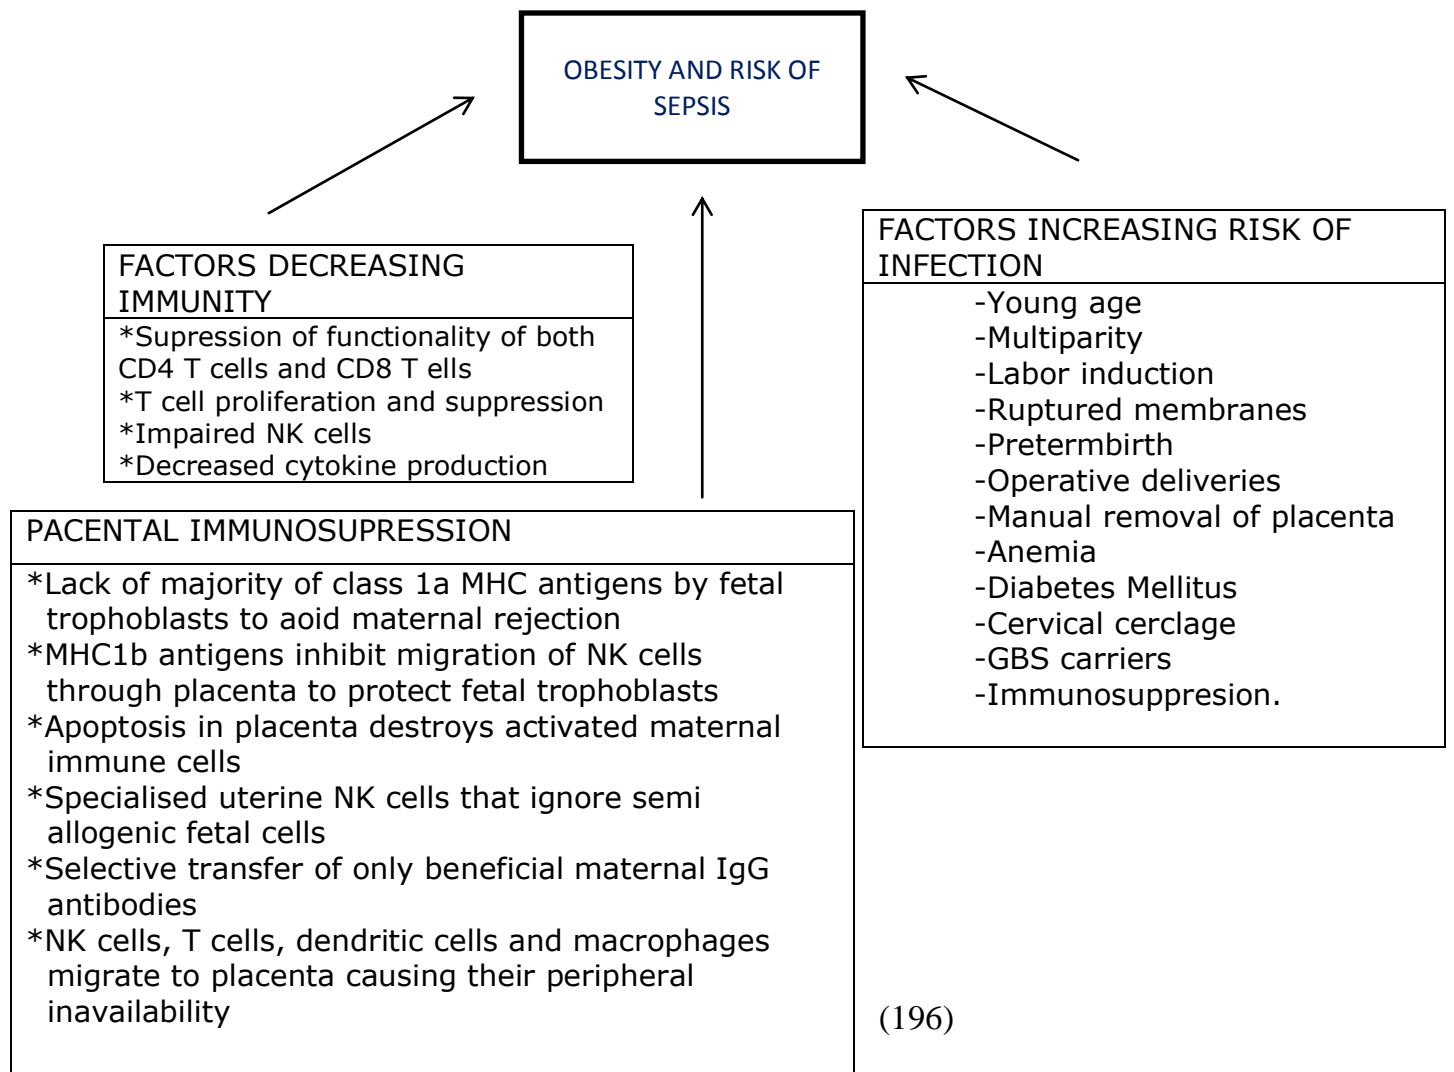 OBESITY AND RISK OF
SEPSIS
FACTORS DECREASING
IMMUNITY
*Supression of functionality of both
CD4 T cells and CD8 T ells
*T cell proliferation and suppression
*Impaired NK cells
*Decreased cytokine production
FACTORS INCREASING RISK OF
INFECTION
-Young age
-Multiparity
-Labor induction
-Ruptured membranes
-Pretermbirth
-Operative deliveries
-Manual removal of placenta
-Anemia
-Diabetes Mellitus
-Cervical cerclage
-GBS carriers
-Immunosuppresion.
PACENTAL IMMUNOSUPRESSION
*Lack of majority of class 1a MHC antigens by fetal
trophoblasts to aoid maternal rejection
*MHC1b antigens inhibit migration of NK cells
through placenta to protect fetal trophoblasts
*Apoptosis in placenta destroys activated maternal
immune cells
*Specialised uterine NK cells that ignore semi
allogenic fetal cells
*Selective transfer of only beneficial maternal IgG
antibodies
*NK cells, T cells, dendritic cells and macrophages
migrate to placenta causing their peripheral
inavailability
(196)